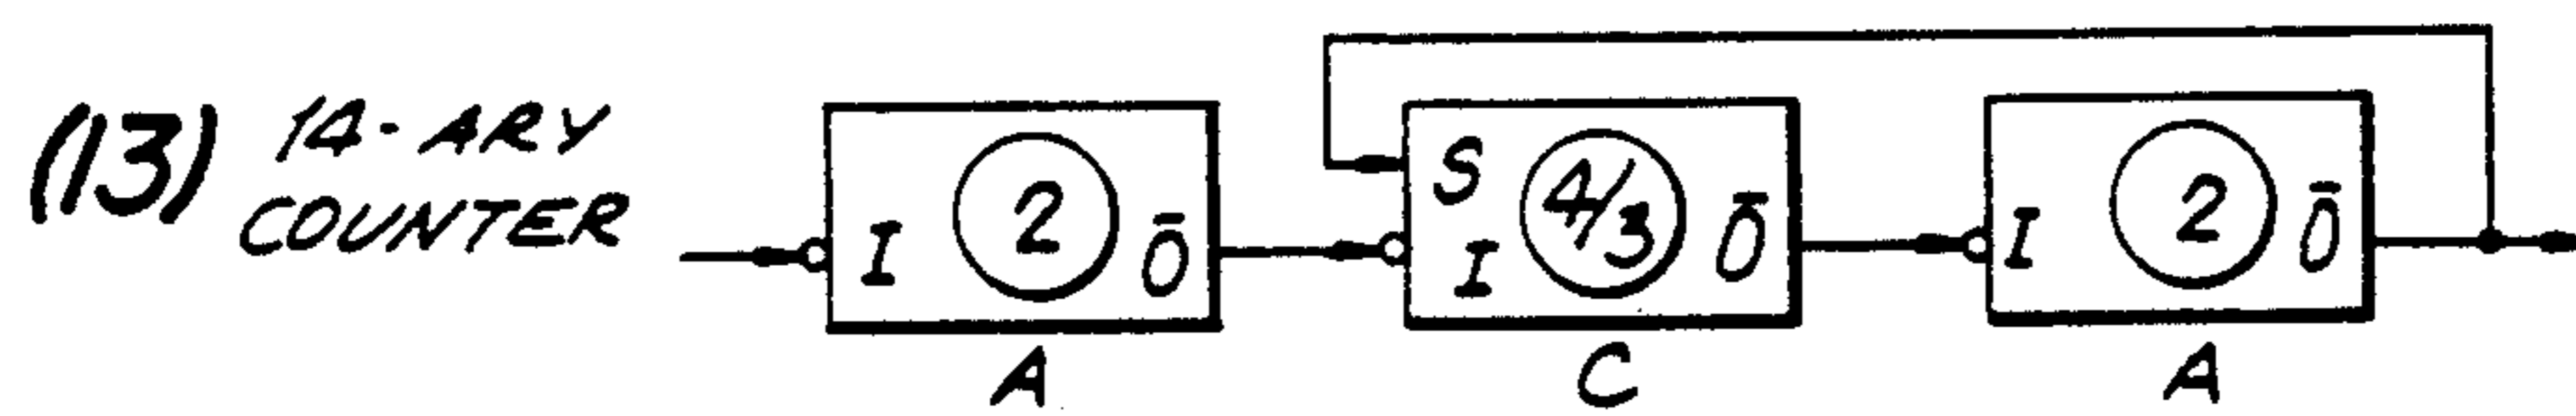 (13) 14-ARY
COUNTER
I 2 Ō
S
I 4/3 Ō
I 2 Ō
A
C
A